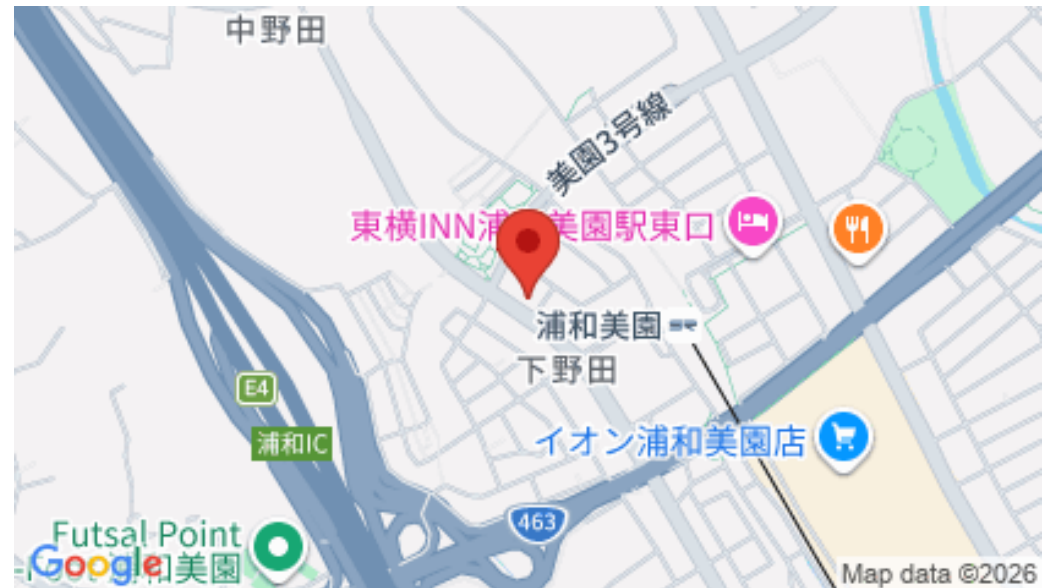 中野田
美園3号線
東横INN浦 美園駅東口
浦和美園
下野田
E4
浦和IC
イオン浦和美園店
463
Futsal Point
和美園
Google
Map data ©2026